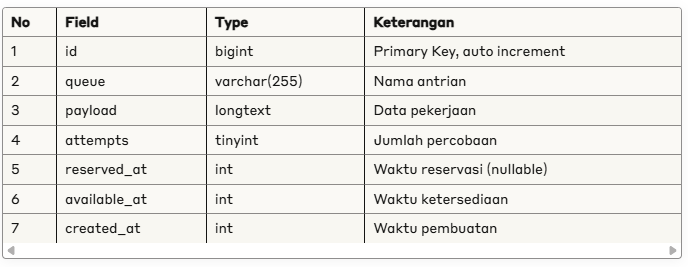 No Field Type Keterangan
1 id bigint Primary Key, auto increment
2 queue varchar(255) Nama antrian
3 payload longtext Data pekerjaan
4 attempts tinyint Jumlah percobaan
5 reserved_at int Waktu reservasi (nullable)
6 available_at int Waktu ketersediaan
7 created_at int Waktu pembuatan